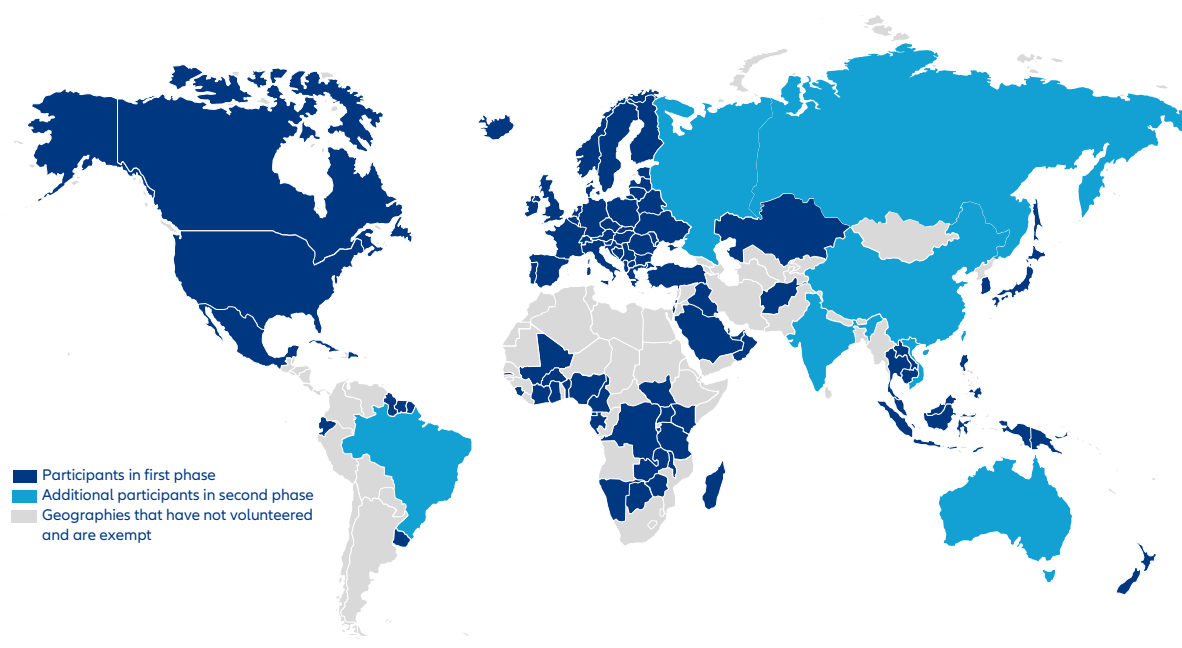 Participants in first phase
Additional participants in second phase
Geographies that have not volunteered
and are exempt